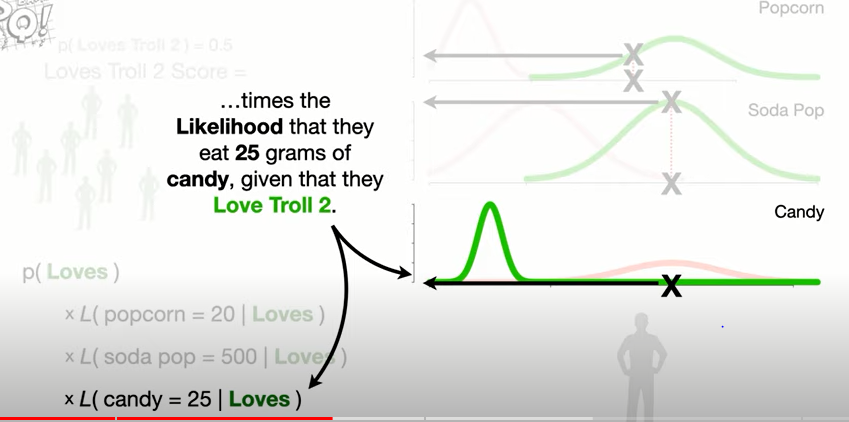 p( Loves Troll 2 ) = 0.5
Loves Troll 2 Score =
…times the
Likelihood that they
eat 25 grams of
candy, given that they
Love Troll 2.
p( Loves )
x L( popcorn = 20 | Loves )
x L( soda pop = 500 | Loves )
x L( candy = 25 | Loves )
Popcorn
X
X
Soda Pop
X
X
Candy
X